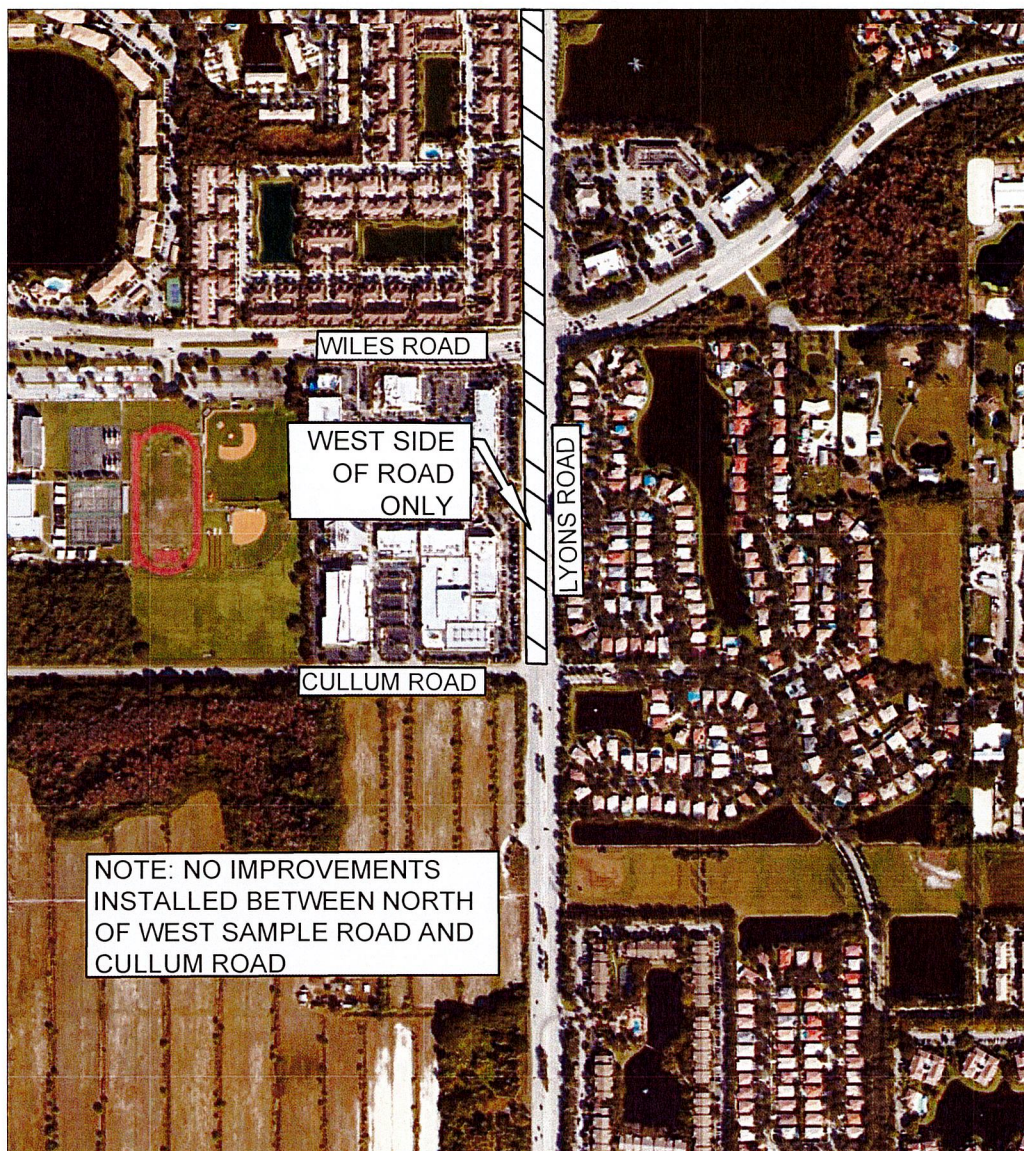 WILES ROAD
WEST SIDE
OF ROAD
ONLY
LYONS ROAD
CULLUM ROAD
NOTE: NO IMPROVEMENTS
INSTALLED BETWEEN NORTH
OF WEST SAMPLE ROAD AND
CULLUM ROAD